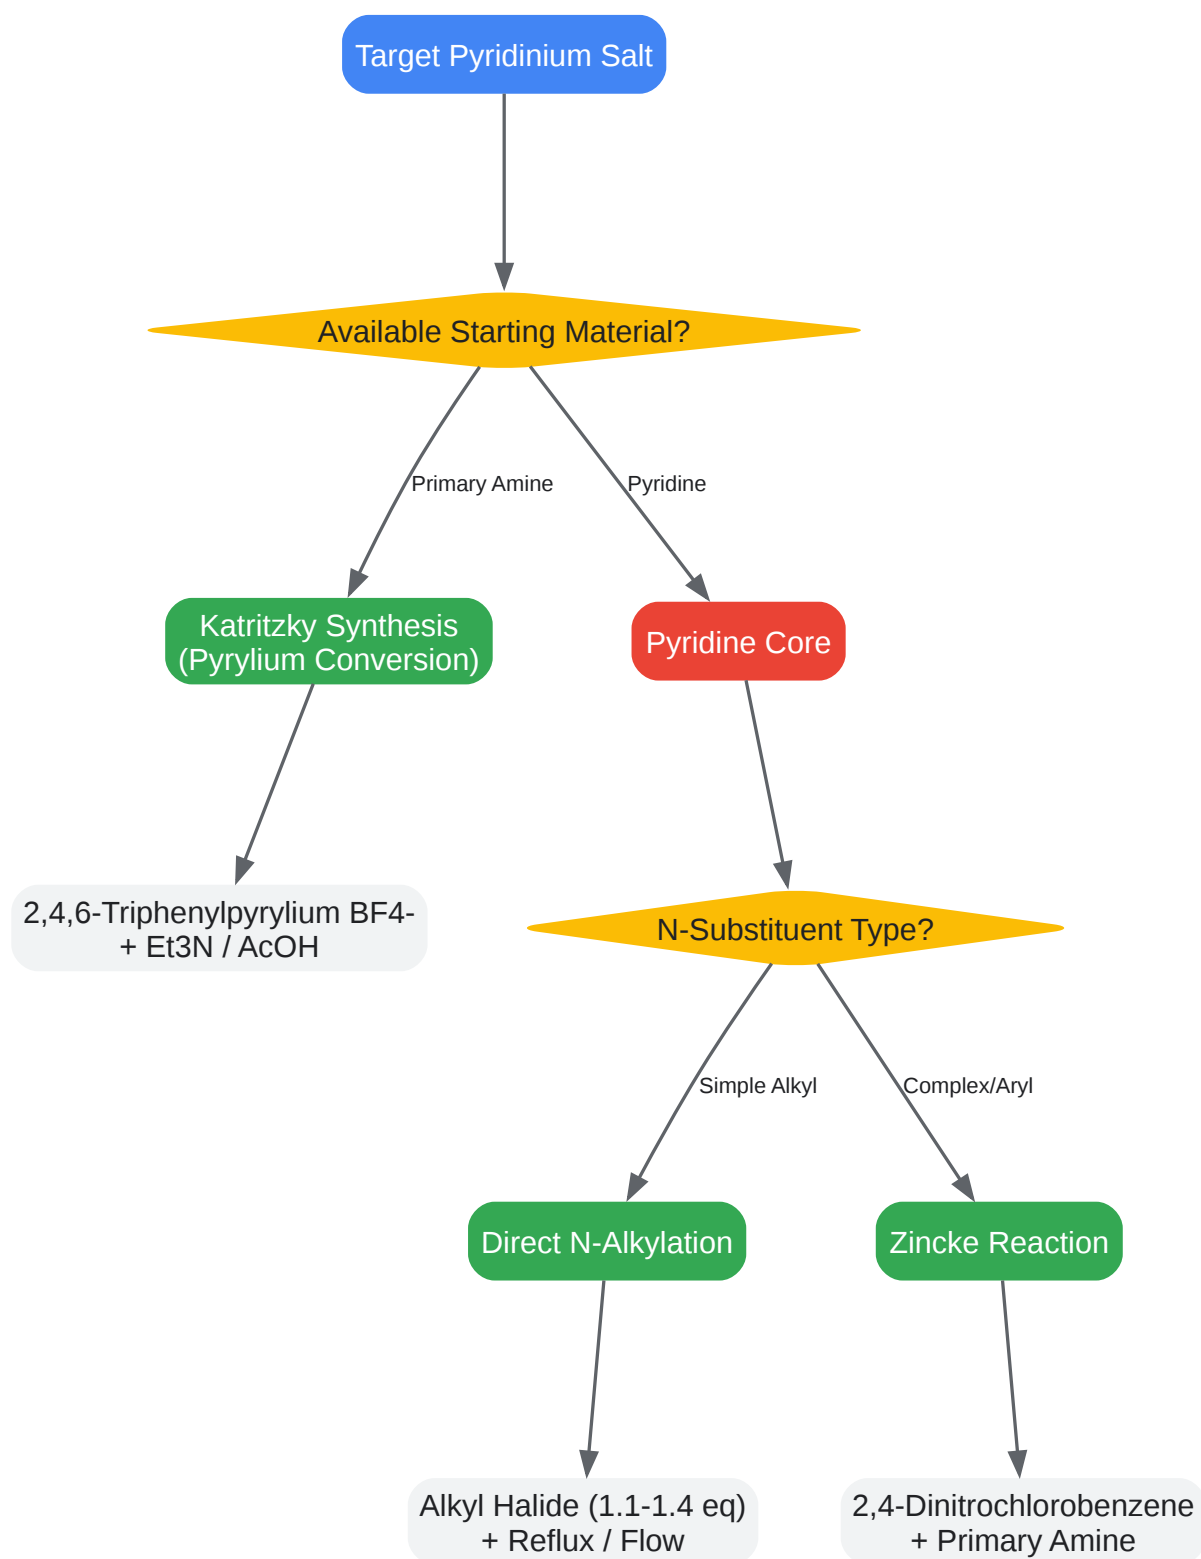 Target Pyridinium Salt
Available Starting Material?
Primary Amine
Pyridine
Katritzky Synthesis
(Pyrylium Conversion)
Pyridine Core
2,4,6-Triphenylpyrylium BF4-
+ Et3N / AcOH
N-Substituent Type?
Simple Alkyl
Complex/Aryl
Direct N-Alkylation
Zincke Reaction
Alkyl Halide (1.1-1.4 eq)
+ Reflux / Flow
2,4-Dinitrochlorobenzene
+ Primary Amine